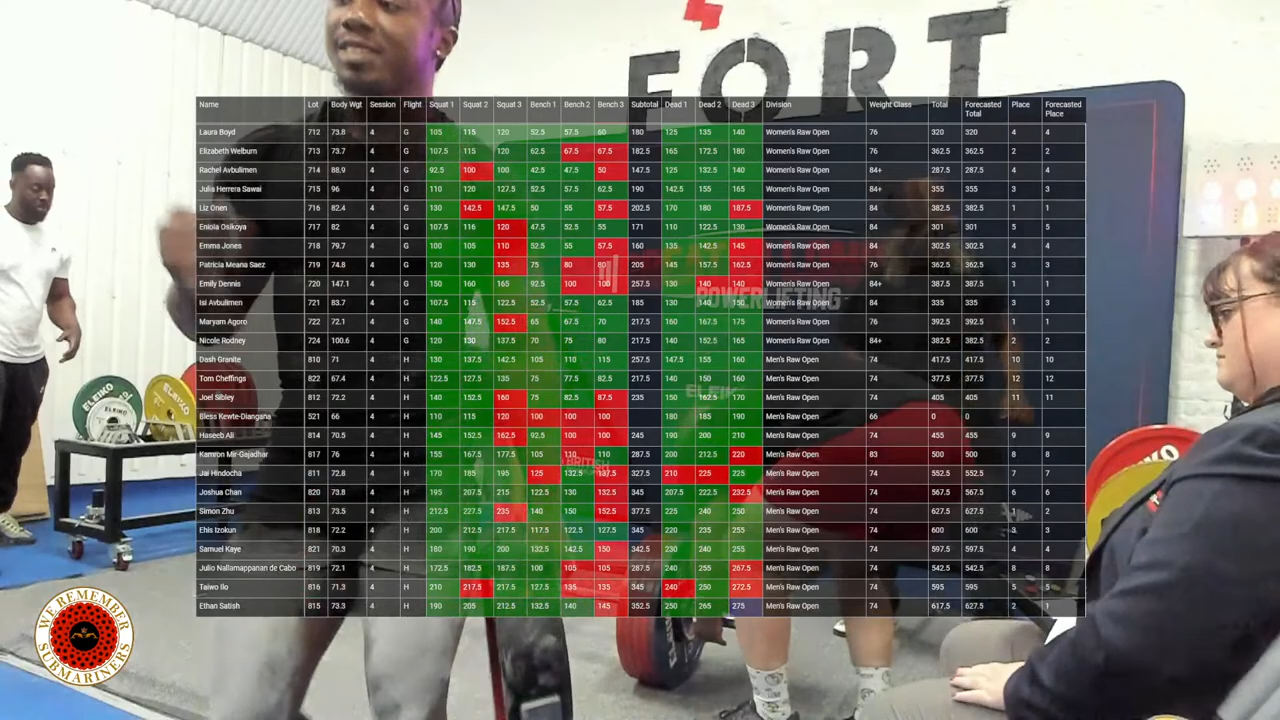 FORT
Name Lot Body Wgt Session Flight Squat 1 Squat 2 Squat 3 Bench 1 Bench 2 Bench 3 Subtotal Dead 1 Dead 2 Dead 3 Division Weight Class Total Forecasted Total Place Forecasted Place
Laura Boyd 712 73.8 4 G 105 115 120 52.5 57.5 60 180 125 135 140 Women's Raw Open 76 320 320 4 4
Elizabeth Welburn 713 73.7 4 G 107.5 115 120 62.5 67.5 67.5 182.5 165 172.5 180 Women's Raw Open 76 362.5 362.5 2 2
Rachel Avbulimen 714 88.9 4 G 92.5 100 100 42.5 47.5 50 147.5 125 132.5 140 Women's Raw Open 84+ 287.5 287.5 4 4
Julia Herrera Sawai 715 96 4 G 110 120 127.5 52.5 57.5 62.5 190 142.5 155 165 Women's Raw Open 84+ 355 355 3 3
Liz Onen 716 82.4 4 G 130 142.5 147.5 50 55 57.5 202.5 170 180 187.5 Women's Raw Open 84 382.5 382.5 1 1
Eniola Osikoya 717 82 4 G 107.5 116 120 47.5 52.5 55 171 110 122.5 130 Women's Raw Open 84 301 301 5 5
Emma Jones 718 79.7 4 G 100 105 110 52.5 55 57.5 160 135 142.5 145 Women's Raw Open 84 302.5 302.5 4 4
Patricia Meana Saez 719 74.8 4 G 120 130 135 75 80 80 205 145 157.5 162.5 Women's Raw Open 76 362.5 362.5 3 3
Emily Dennis 720 147.1 4 G 150 160 165 92.5 100 100 257.5 130 140 140 Women's Raw Open 84+ 387.5 387.5 1 1
Isi Avbulimen 721 83.7 4 G 107.5 115 122.5 52.5 57.5 62.5 185 130 140 150 Women's Raw Open 84 335 335 3 3
Maryam Agoro 722 72.1 4 G 140 147.5 152.5 65 67.5 70 217.5 160 167.5 175 Women's Raw Open 76 392.5 392.5 1 1
Nicole Rodney 724 100.6 4 G 120 130 137.5 70 75 80 217.5 140 152.5 165 Women's Raw Open 84+ 382.5 382.5 2 2
Dash Granite 810 71 4 H 130 137.5 142.5 105 110 115 257.5 147.5 155 160 Men's Raw Open 74 417.5 417.5 10 10
Tom Cheffings 822 67.4 4 H 122.5 127.5 135 75 77.5 82.5 217.5 140 150 160 Men's Raw Open 74 377.5 377.5 12 12
Joel Sibley 812 72.2 4 H 140 152.5 160 75 82.5 87.5 235 150 162.5 170 Men's Raw Open 74 405 405 11 11
Bless Kewte-Diangana 521 66 4 H 110 115 120 100 100 100 180 185 190 Men's Raw Open 66 0 0
Haseeb Ali 814 70.5 4 H 145 152.5 162.5 92.5 100 100 245 190 200 210 Men's Raw Open 74 455 455 9 9
Kamron Mir-Gajadhar 817 76 4 H 155 167.5 177.5 105 110 110 287.5 200 212.5 220 Men's Raw Open 83 500 500 8 8
Jai Hindocha 811 72.8 4 H 170 185 195 125 132.5 137.5 327.5 210 225 225 Men's Raw Open 74 552.5 552.5 7 7
Joshua Chan 820 73.8 4 H 195 207.5 215 122.5 130 132.5 345 207.5 222.5 232.5 Men's Raw Open 74 567.5 567.5 6 6
Simon Zhu 813 73.5 4 H 212.5 227.5 235 140 150 152.5 377.5 225 240 250 Men's Raw Open 74 627.5 627.5 1 2
Ehis Izokun 818 72.2 4 H 200 212.5 217.5 117.5 122.5 127.5 345 220 235 255 Men's Raw Open 74 600 600 3 3
Samuel Kaye 821 70.3 4 H 180 190 200 132.5 142.5 150 342.5 230 240 255 Men's Raw Open 74 597.5 597.5 4 4
Julio Nallamappanan de Cabo 819 72.1 4 H 172.5 182.5 187.5 100 105 105 287.5 240 255 267.5 Men's Raw Open 74 542.5 542.5 8 8
Taiwo Ilo 816 71.3 4 H 210 217.5 217.5 127.5 135 135 345 240 250 272.5 Men's Raw Open 74 595 595 5 5
Ethan Satish 815 73.3 4 H 190 205 212.5 132.5 140 145 352.5 250 265 275 Men's Raw Open 74 617.5 627.5 2 1
POWERLIFTING
ELEIKO
BRITISH
ELEIKO
ELEIKO
WE REMEMBER SUBMARINERS